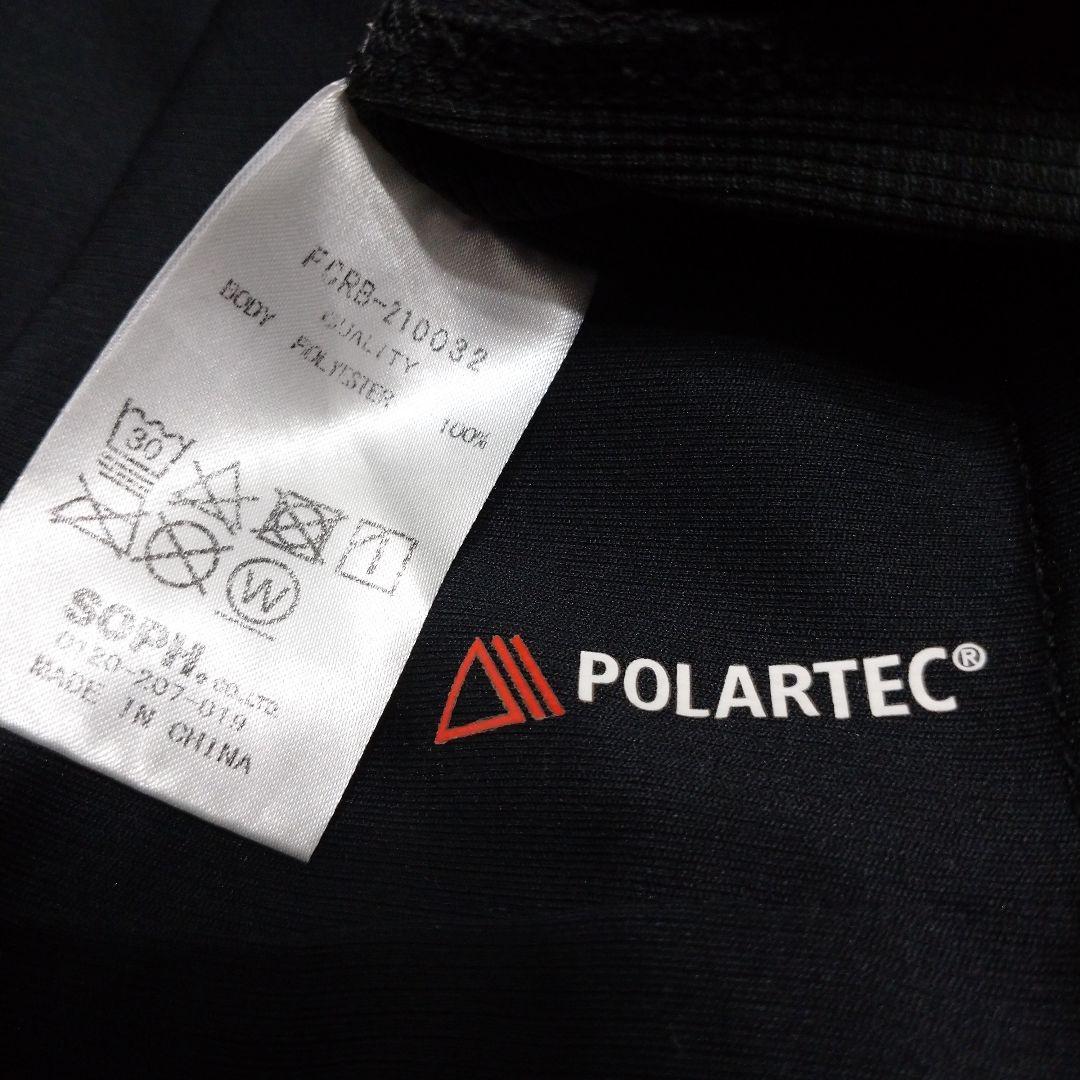 FCRB-210032
QUALITY
BODY POLYESTER 100%
30
W
SOPH.CO.,LTD.
0120-207-019
MADE IN CHINA
POLARTEC®